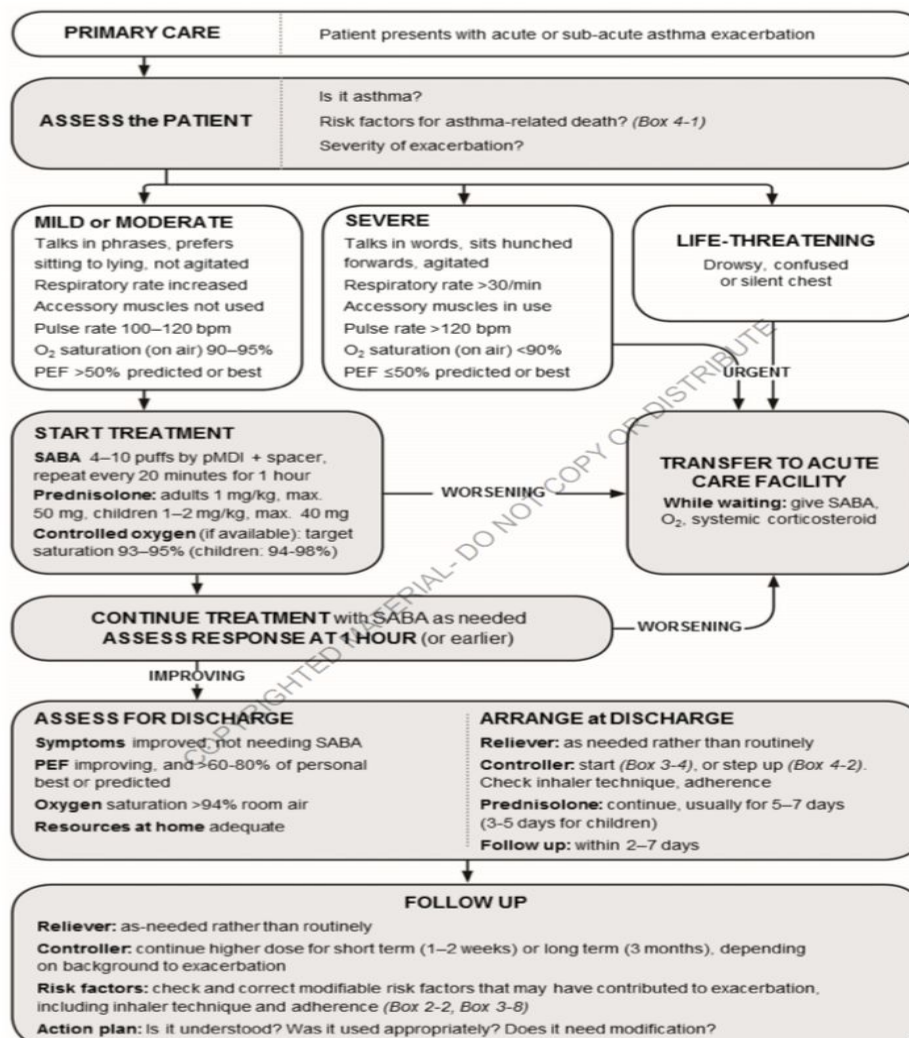 PRIMARY CARE
Patient presents with acute or sub-acute asthma exacerbation
ASSESS the PATIENT
Is it asthma?
Risk factors for asthma-related death? (Box 4-1)
Severity of exacerbation?
MILD or MODERATE
Talks in phrases, prefers
sitting to lying, not agitated
Respiratory rate increased
Accessory muscles not used
Pulse rate 100–120 bpm
O₂ saturation (on air) 90–95%
PEF >50% predicted or best
SEVERE
Talks in words, sits hunched
forwards, agitated
Respiratory rate >30/min
Accessory muscles in use
Pulse rate >120 bpm
O₂ saturation (on air) <90%
PEF ≤50% predicted or best
LIFE-THREATENING
Drowsy, confused
or silent chest
URGENT
START TREATMENT
SABA 4–10 puffs by pMDI + spacer,
repeat every 20 minutes for 1 hour
Prednisolone: adults 1 mg/kg, max.
50 mg, children 1–2 mg/kg, max. 40 mg
Controlled oxygen (if available): target
saturation 93–95% (children: 94-98%)
WORSENING
TRANSFER TO ACUTE
CARE FACILITY
While waiting: give SABA,
O₂, systemic corticosteroid
CONTINUE TREATMENT with SABA as needed
ASSESS RESPONSE AT 1 HOUR (or earlier)
WORSENING
IMPROVING
ASSESS FOR DISCHARGE
Symptoms improved, not needing SABA
PEF improving, and >60-80% of personal
best or predicted
Oxygen saturation >94% room air
Resources at home adequate
ARRANGE at DISCHARGE
Reliever: as needed rather than routinely
Controller: start (Box 3-4), or step up (Box 4-2).
Check inhaler technique, adherence
Prednisolone: continue, usually for 5–7 days
(3-5 days for children)
Follow up: within 2–7 days
FOLLOW UP
Reliever: as-needed rather than routinely
Controller: continue higher dose for short term (1–2 weeks) or long term (3 months), depending
on background to exacerbation
Risk factors: check and correct modifiable risk factors that may have contributed to exacerbation,
including inhaler technique and adherence (Box 2-2, Box 3-8)
Action plan: Is it understood? Was it used appropriately? Does it need modification?
COPYRIGHTED MATERIAL- DO NOT COPY OR DISTRIBUTE